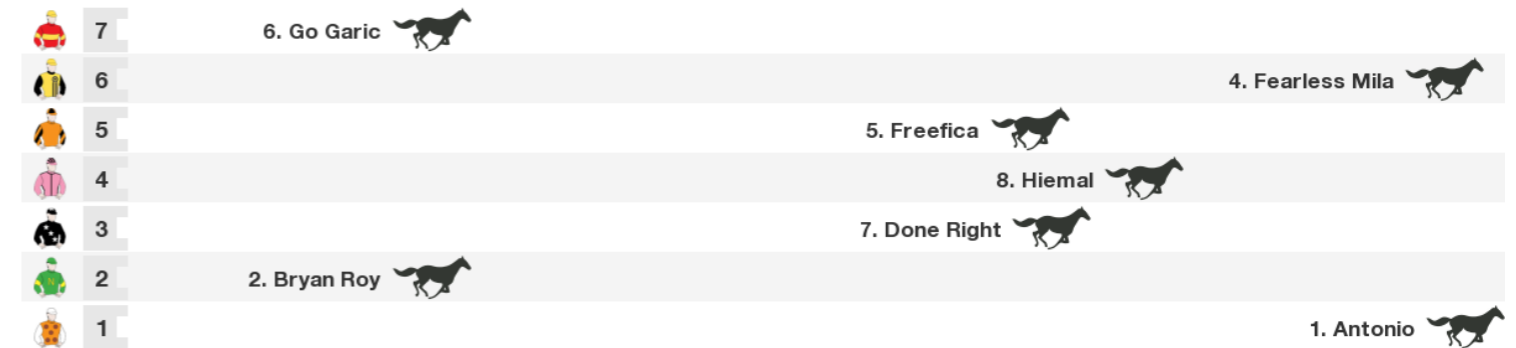 7 6. Go Garic
6 4. Fearless Mila
5 5. Freefica
4 8. Hiemal
3 7. Done Right
2 N 2. Bryan Roy
1 1. Antonio